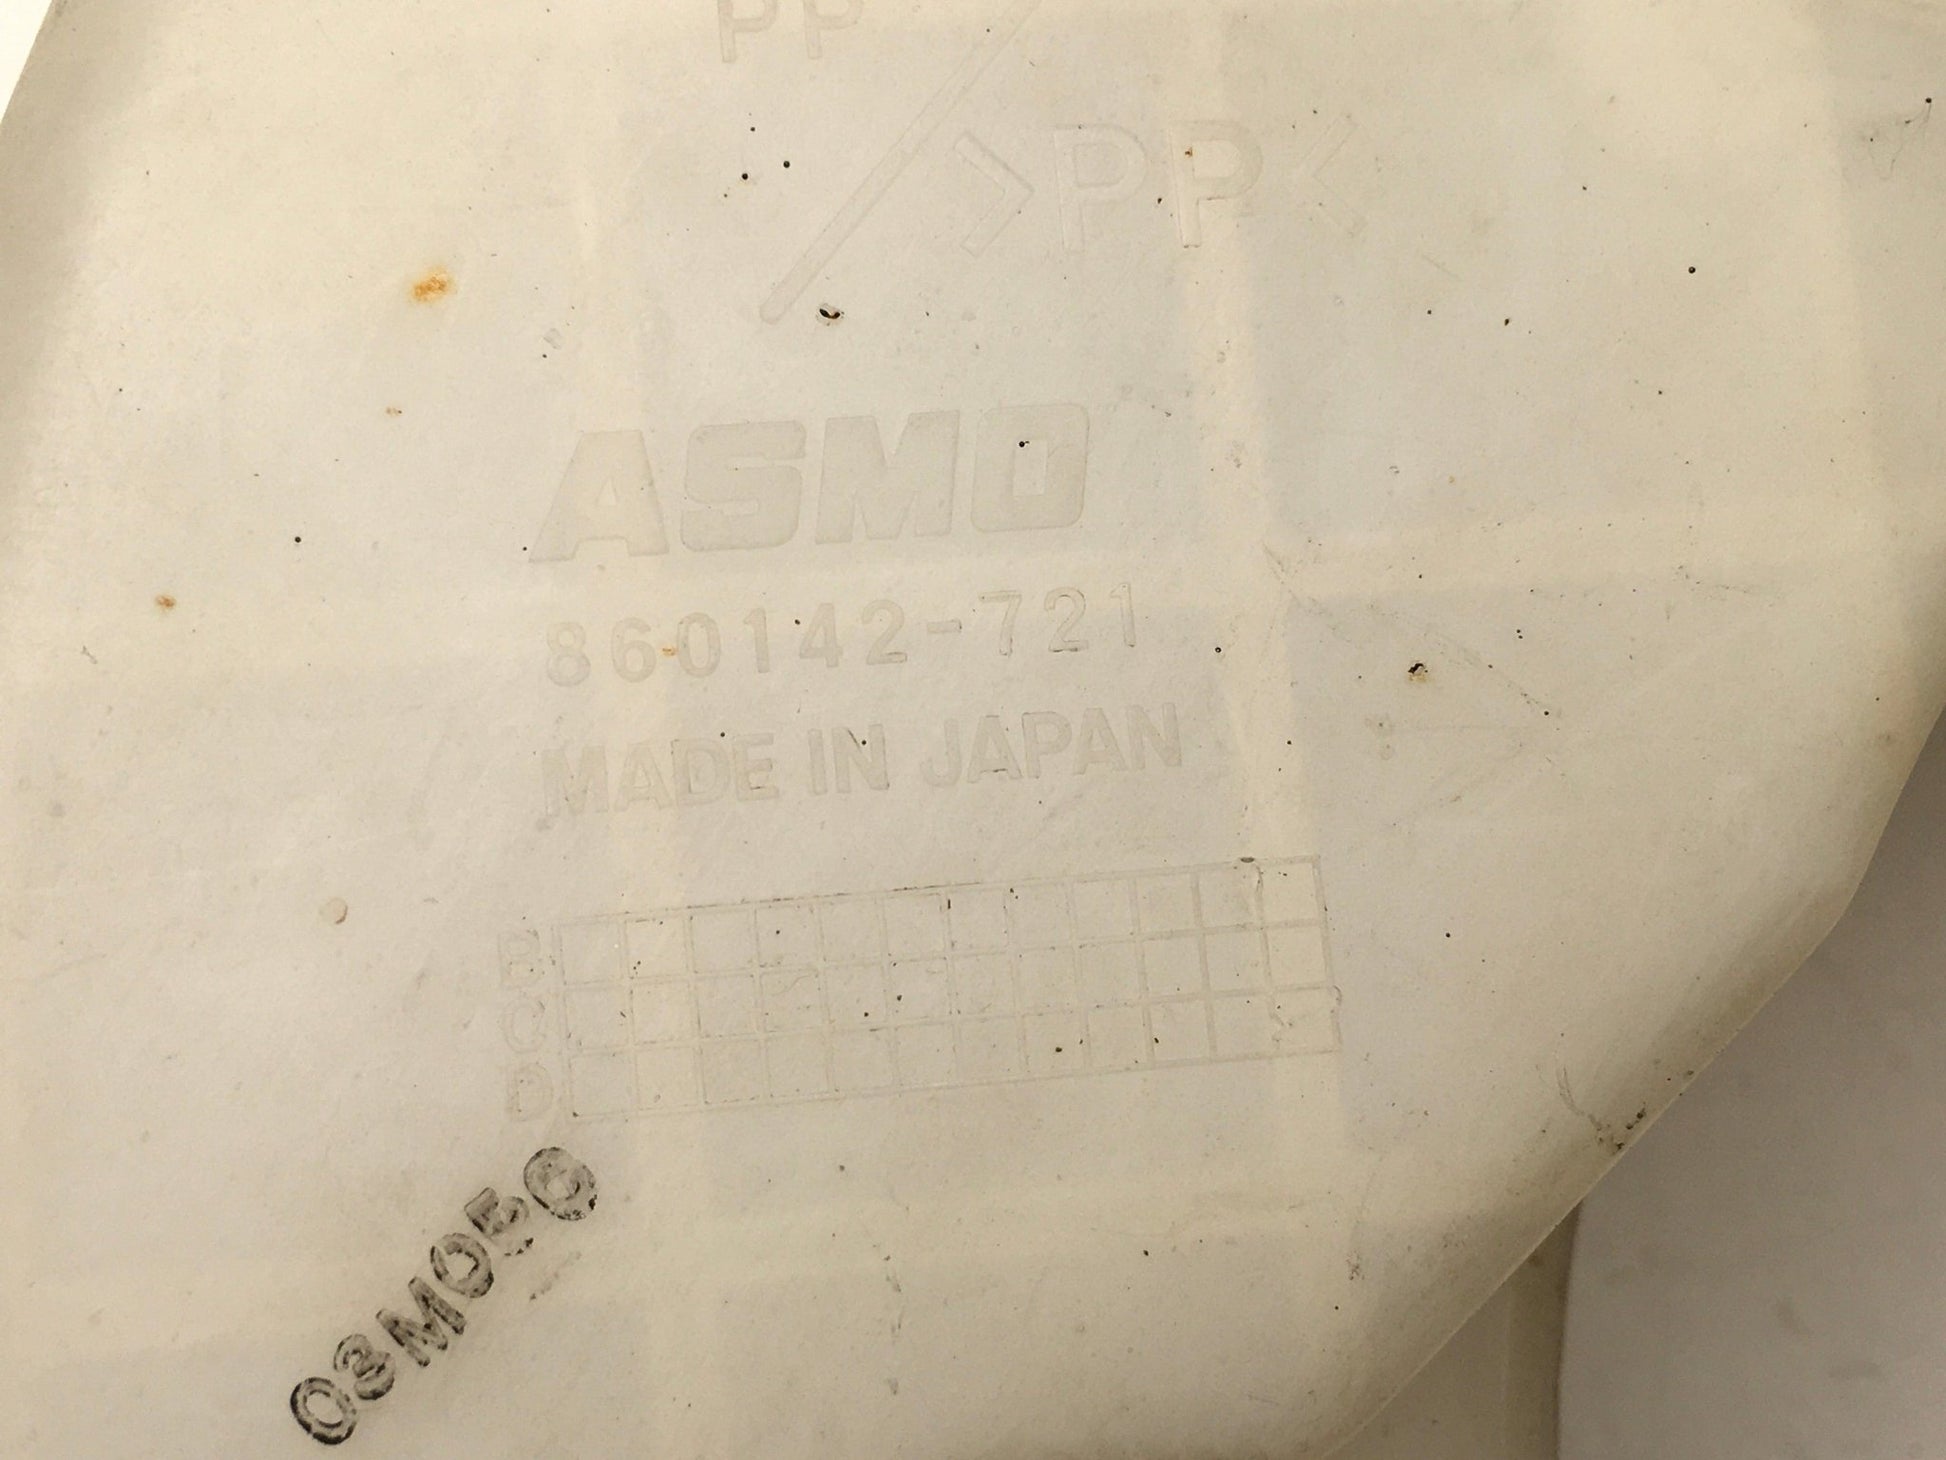 PP
>PP<
ASMO
860142-721
MADE IN JAPAN
B
C
D
03M056